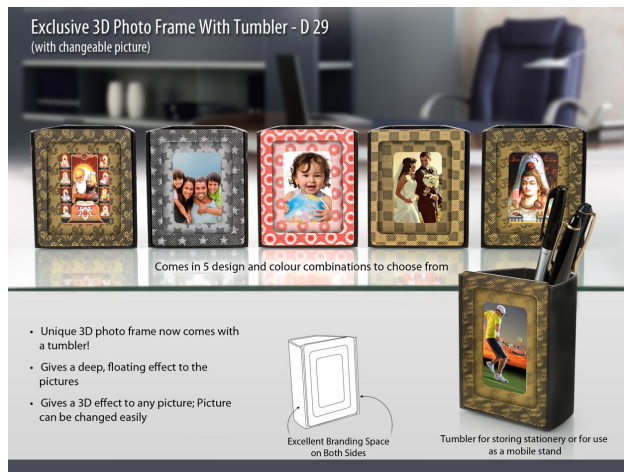 Exclusive 3D Photo Frame With Tumbler - D 29
(with changeable picture)
Comes in 5 design and colour combinations to choose from
• Unique 3D photo frame now comes with
a tumbler!
• Gives a deep, floating effect to the
pictures
• Gives a 3D effect to any picture; Picture
can be changed easily
Excellent Branding Space
on Both Sides
Tumbler for storing stationery or for use
as a mobile stand